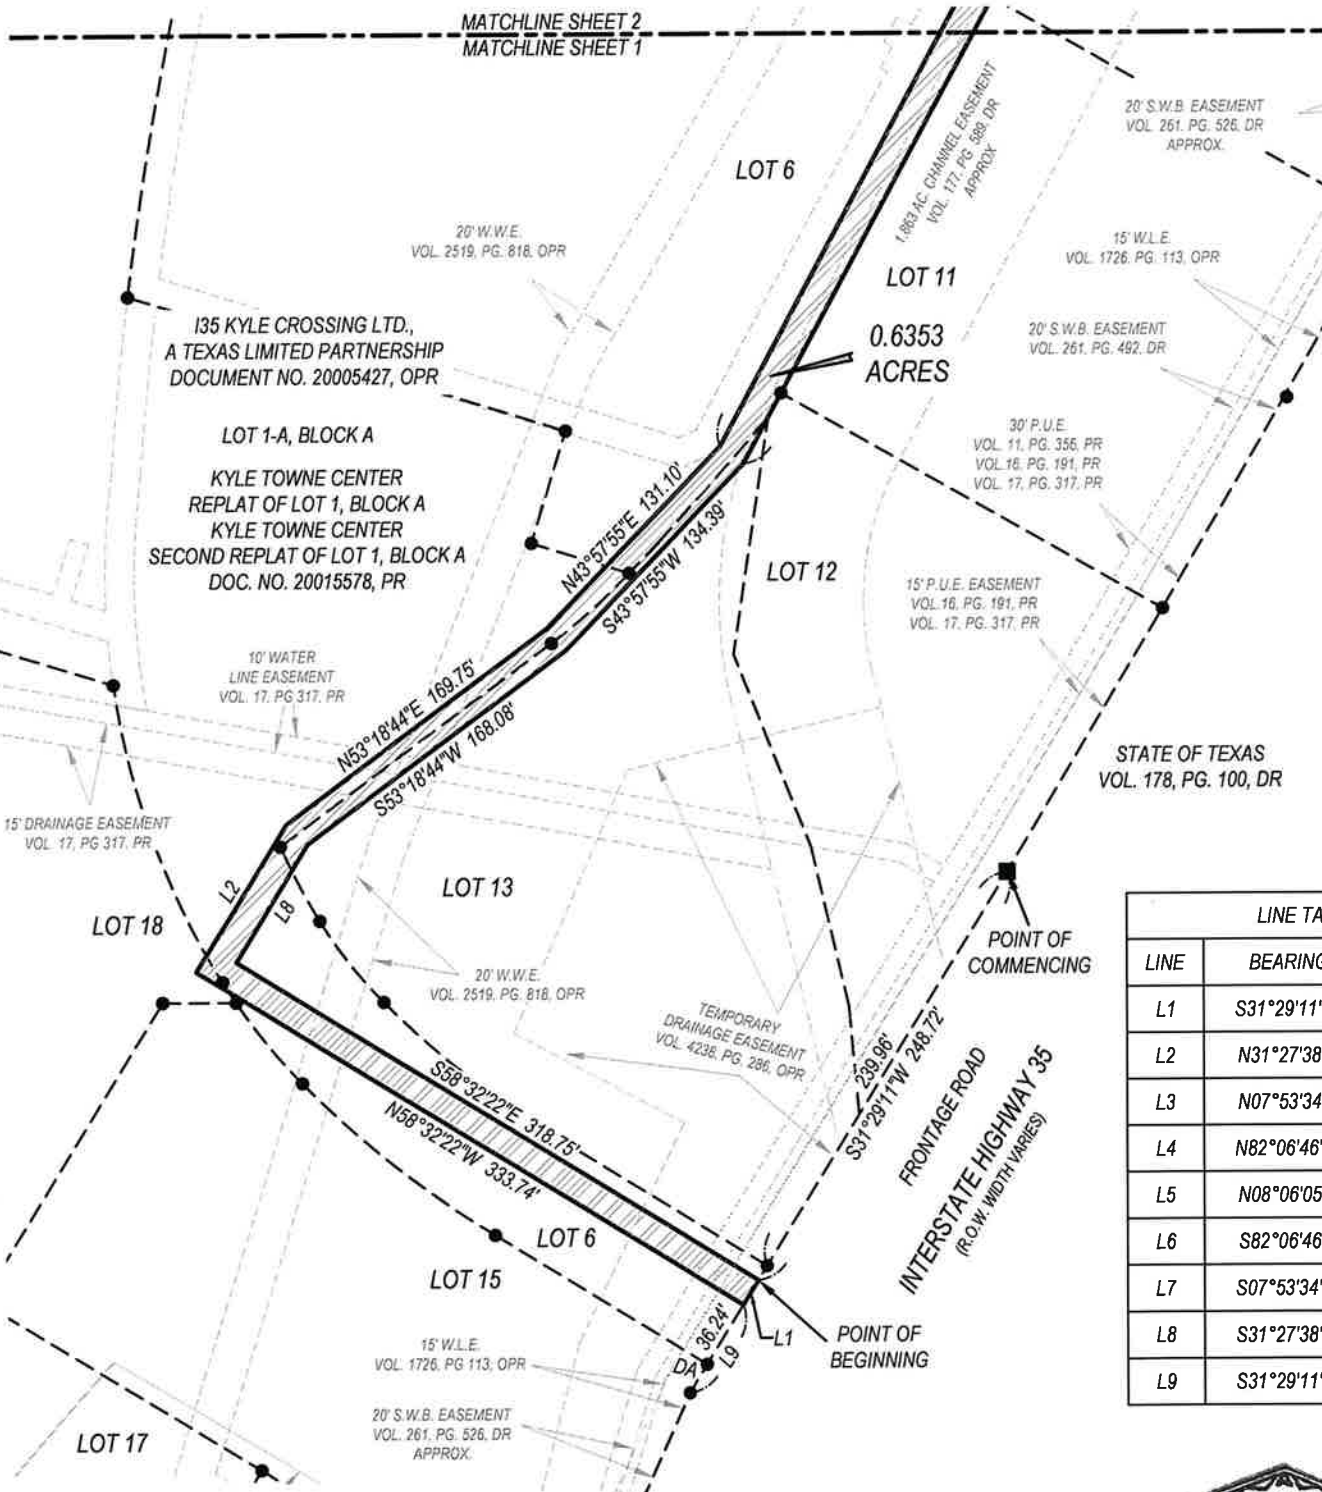 MATCHLINE SHEET 2
MATCHLINE SHEET 1
20' S.W.B. EASEMENT
VOL. 261, PG. 526, DR
APPROX.
1.863 AC. CHANNEL EASEMENT
VOL. 177, PG. 589, DR
APPROX
LOT 6
20' W.W.E.
VOL. 2519, PG. 818, OPR
15' W.L.E.
VOL. 1726, PG. 113, OPR
LOT 11
I35 KYLE CROSSING LTD.,
A TEXAS LIMITED PARTNERSHIP
DOCUMENT NO. 20005427, OPR
0.6353
ACRES
20' S.W.B. EASEMENT
VOL. 261, PG. 492, DR
LOT 1-A, BLOCK A
KYLE TOWNE CENTER
REPLAT OF LOT 1, BLOCK A
KYLE TOWNE CENTER
SECOND REPLAT OF LOT 1, BLOCK A
DOC. NO. 20015578, PR
30' P.U.E.
VOL. 11, PG. 356, PR
VOL.16, PG. 191, PR
VOL. 17, PG. 317, PR
N43°57'55"E 131.10'
S43°57'55"W 134.39'
LOT 12
15' P.U.E. EASEMENT
VOL.16, PG. 191, PR
VOL. 17, PG. 317, PR
10' WATER
LINE EASEMENT
VOL. 17, PG 317, PR
N53°18'44"E 169.75'
S53°18'44"W 168.08'
STATE OF TEXAS
VOL. 178, PG. 100, DR
15' DRAINAGE EASEMENT
VOL. 17, PG 317, PR
L2
L8
LOT 13
LOT 18
POINT OF
COMMENCING
20' W.W.E.
VOL. 2519, PG. 818, OPR
TEMPORARY
DRAINAGE EASEMENT
VOL. 4236, PG. 286, OPR
239.96'
S31°29'11"W 248.72'
FRONTAGE ROAD
INTERSTATE HIGHWAY 35
(R.O.W. WIDTH VARIES)
S58°32'22"E 318.75'
N58°32'22"W 333.74'
LOT 6
LOT 15
36.24'
L9
L1
DA
POINT OF
BEGINNING
15' W.L.E.
VOL. 1726, PG 113, OPR
20' S.W.B. EASEMENT
VOL. 261, PG. 526, DR
APPROX.
LOT 17
LINE TA
LINE BEARING
L1 S31°29'11"
L2 N31°27'38
L3 N07°53'34
L4 N82°06'46"
L5 N08°06'05
L6 S82°06'46
L7 S07°53'34"
L8 S31°27'38"
L9 S31°29'11"